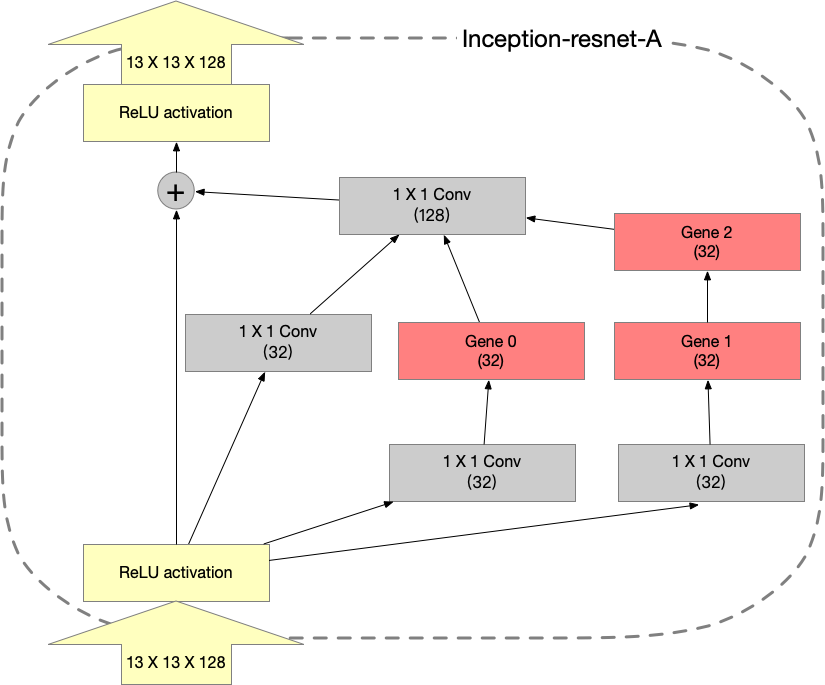 Inception-resnet-A
13 X 13 X 128
ReLU activation
+
1 X 1 Conv
(128)
Gene 2
(32)
1 X 1 Conv
(32)
Gene 0
(32)
Gene 1
(32)
1 X 1 Conv
(32)
1 X 1 Conv
(32)
ReLU activation
13 X 13 X 128